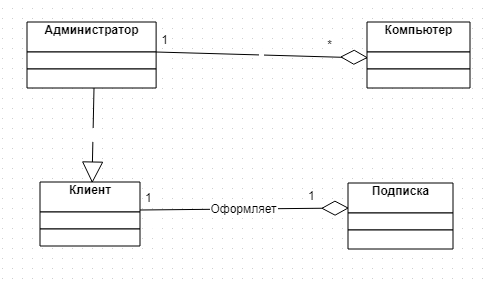 Администратор
Компьютер
1
*
Клиент
Подписка
1
1
Оформляет